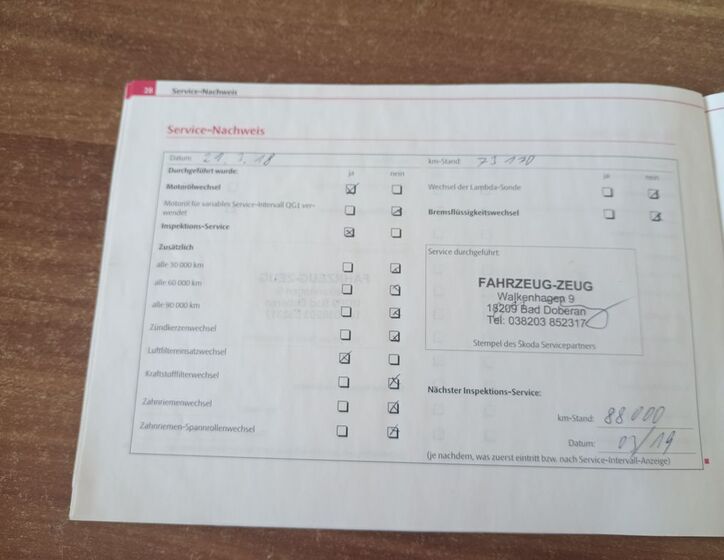 28 Service-Nachweis
Service-Nachweis
Datum: 21. 3. 18
km-Stand:
Durchgeführt wurde: ja nein
ja nein
Motorölwechsel
Wechsel der Lambda-Sonde
Motoröl für variables Service-Intervall QG1 ver-
wendet
Bremsflüssigkeitswechsel
Inspektions-Service
Zusätzlich
alle 30 000 km
alle 60 000 km
alle 90 000 km
Zündkerzenwechsel
Luftfiltereinsatzwechsel
Kraftstofffilterwechsel
Zahnriemenwechsel
Zahnriemen-Spannrollenwechsel
Service durchgeführt:
FAHRZEUG-ZEUG
Walkenhagen 9
18209 Bad Doberan
Tel: 038203 852317
Stempel des Škoda Servicepartners
Nächster Inspektions-Service:
km-Stand: 88 000
Datum: 03/19
(je nachdem, was zuerst eintritt bzw. nach Service-Intervall-Anzeige)